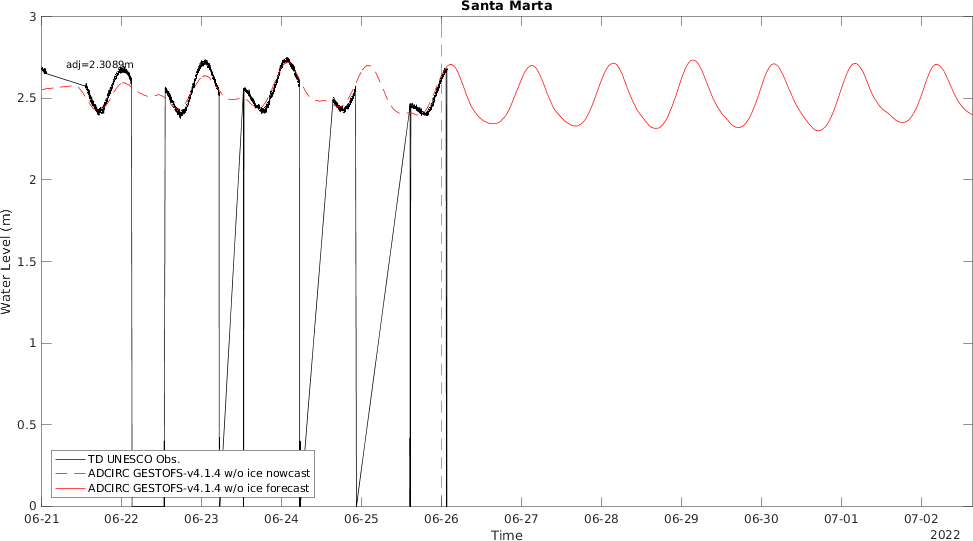 Santa Marta
3
adj=2.3089m
2.5
2
1.5
1
0.5
0
Water Level (m)
TD UNESCO Obs.
ADCIRC GESTOFS-v4.1.4 w/o ice nowcast
ADCIRC GESTOFS-v4.1.4 w/o ice forecast
06-21 06-22 06-23 06-24 06-25 06-26 06-27 06-28 06-29 06-30 07-01 07-02
Time
2022